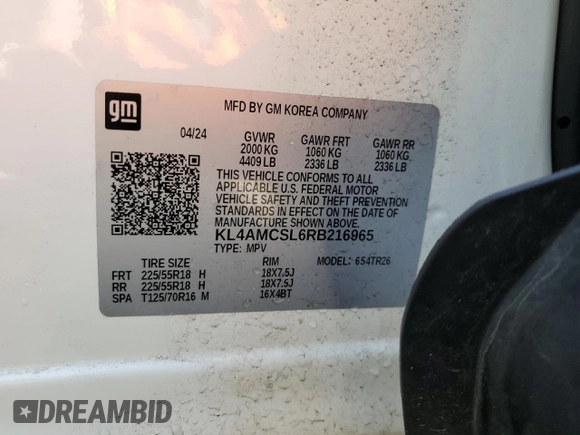 gm
MFD BY GM KOREA COMPANY
04/24 GVWR GAWR FRT GAWR RR
2000 KG 1060 KG 1060 KG
4409 LB 2336 LB 2336 LB
THIS VEHICLE CONFORMS TO ALL
APPLICABLE U.S. FEDERAL MOTOR
VEHICLE SAFETY AND THEFT PREVENTION
STANDARDS IN EFFECT ON THE DATE OF
MANUFACTURE SHOWN ABOVE.
KL4AMCSL6RB216965
TYPE: MPV MODEL: 654TR26
TIRE SIZE RIM
FRT 225/55R18 H 18X7.5J
RR 225/55R18 H 18X7.5J
SPA T125/70R16 M 16X4BT
DREAMBID